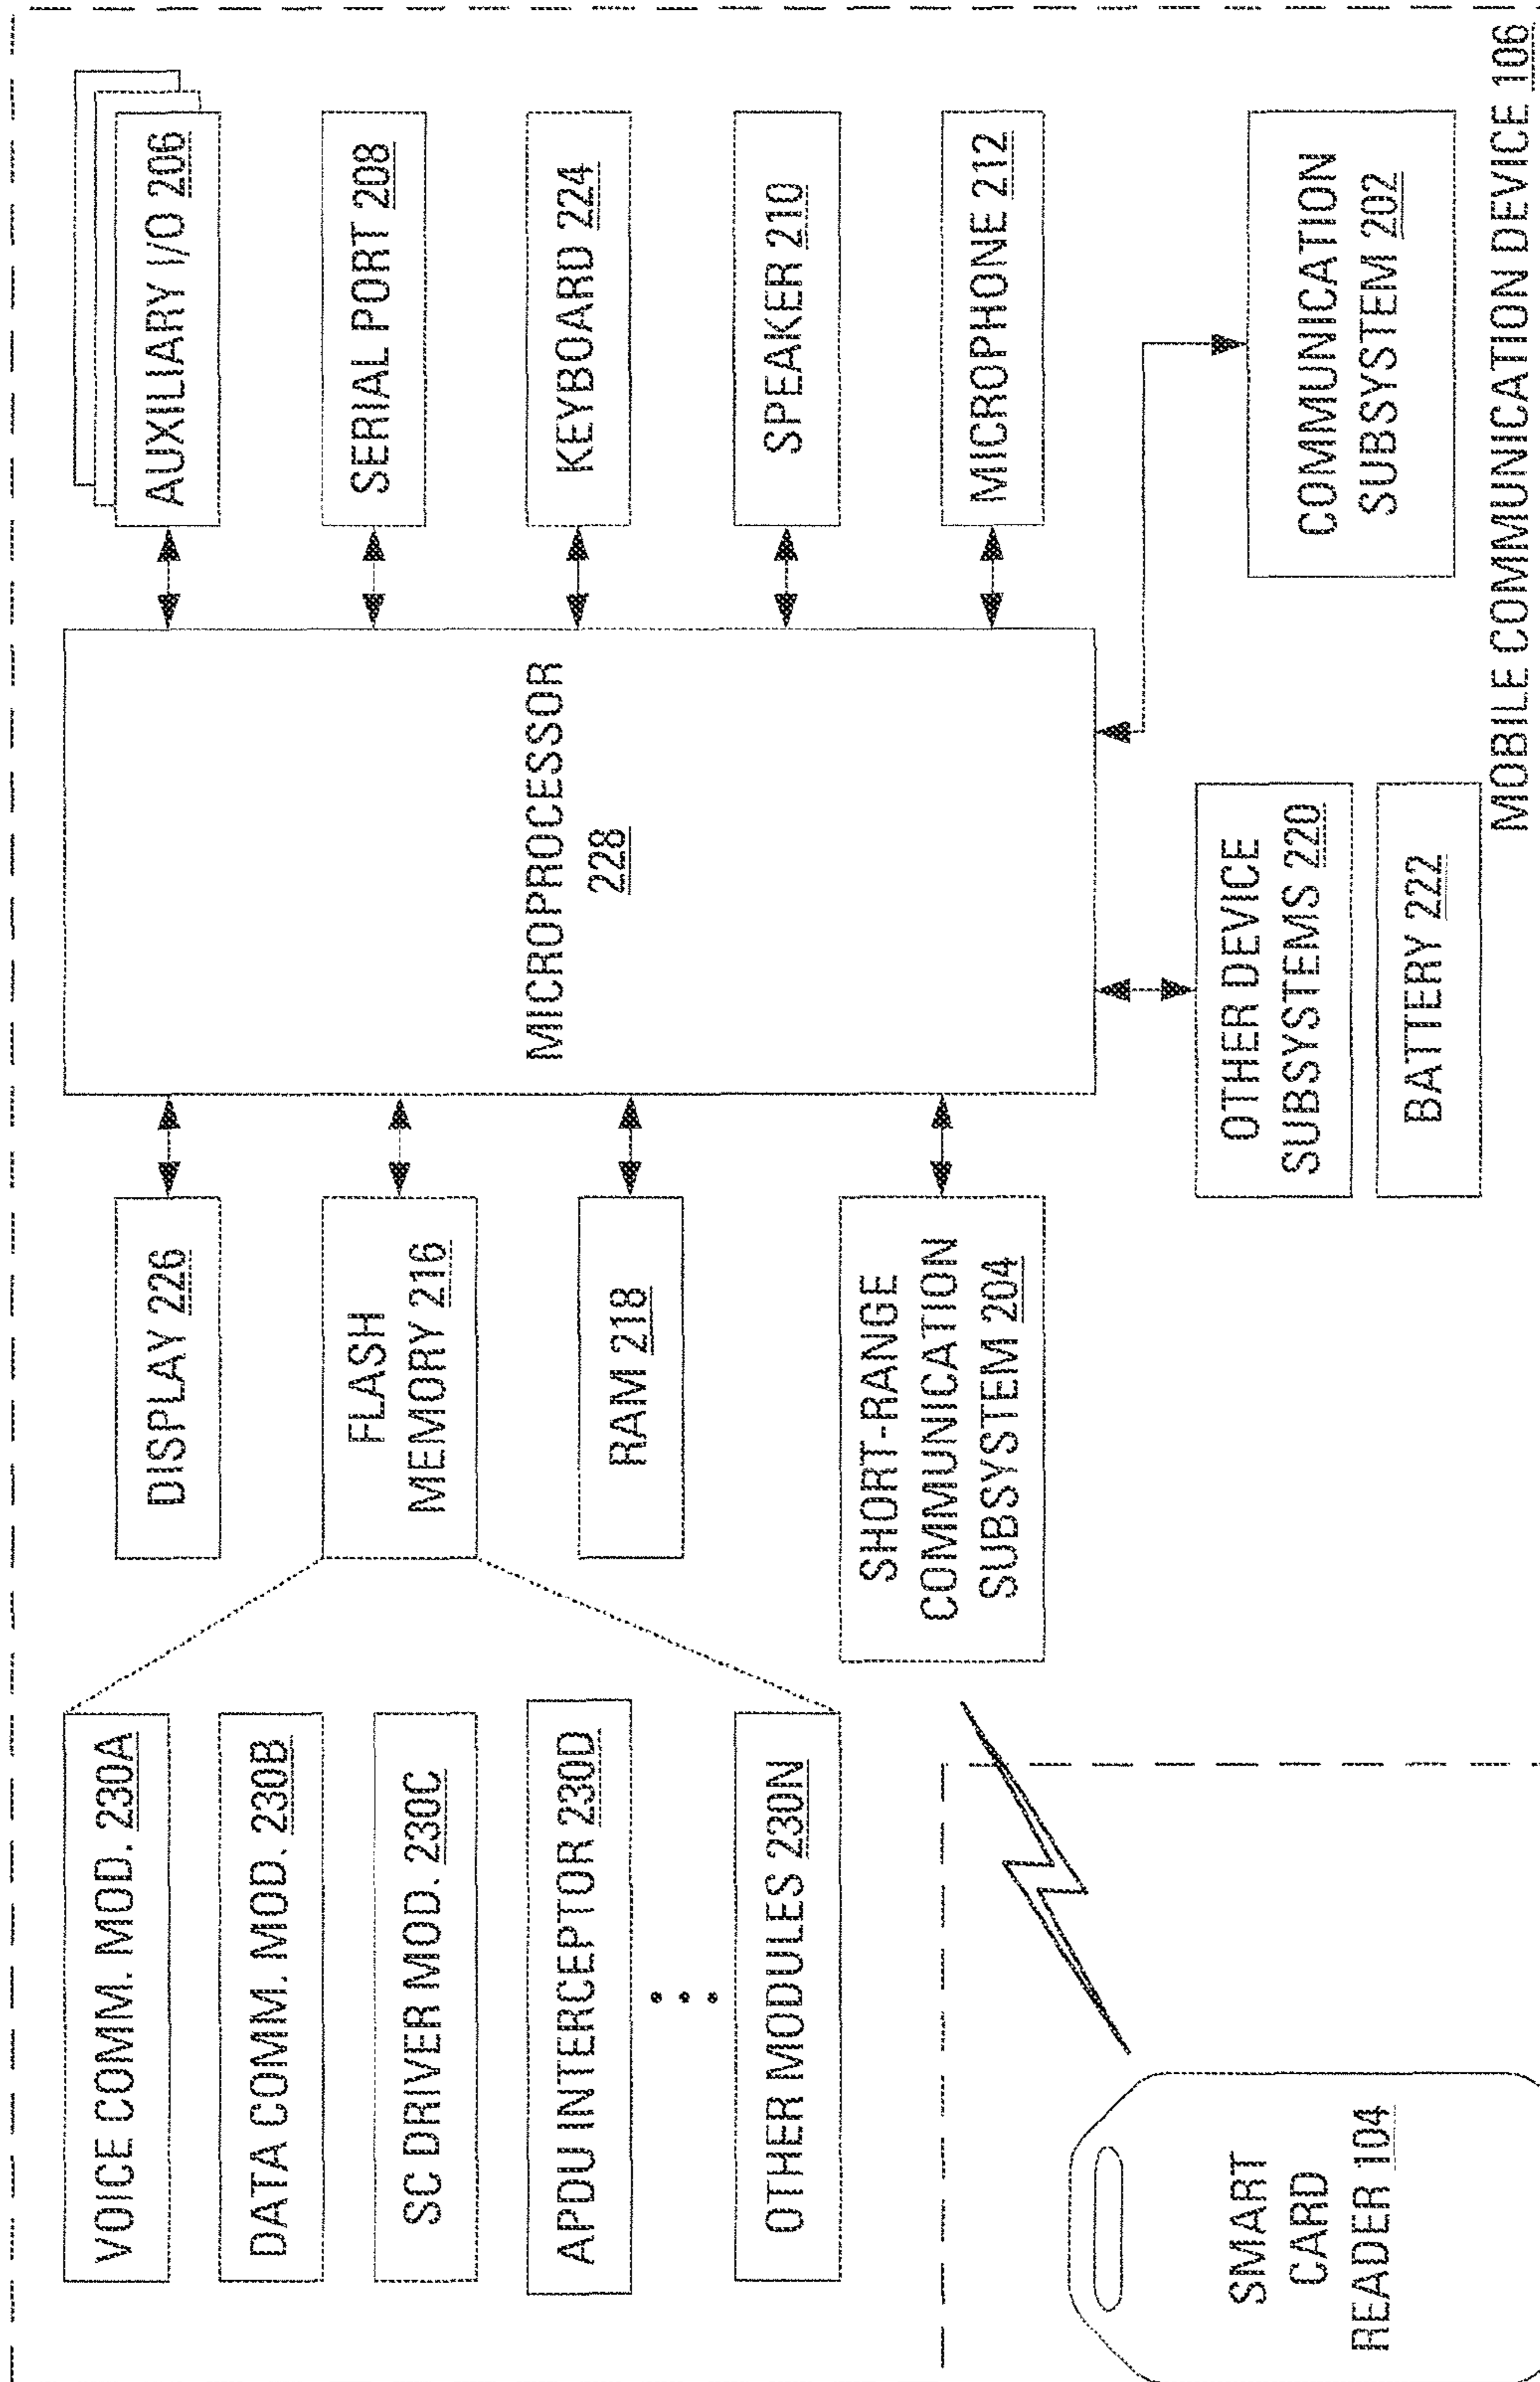 VOICE COMM. MOD. 230A
DATA COMM. MOD. 230B
SC DRIVER MOD. 230C
APDU INTERCEPTOR 230D
OTHER MODULES 230N
DISPLAY 226
FLASH
MEMORY 216
RAM 218
SHORT-RANGE
COMMUNICATION
SUBSYSTEM 204
MICROPROCESSOR
228
AUXILIARY I/O 206
SERIAL PORT 208
KEYBOARD 224
SPEAKER 210
MICROPHONE 212
SMART
CARD
READER 104
OTHER DEVICE
SUBSYSTEMS 220
BATTERY 222
COMMUNICATION
SUBSYSTEM 202
MOBILE COMMUNICATION DEVICE 106